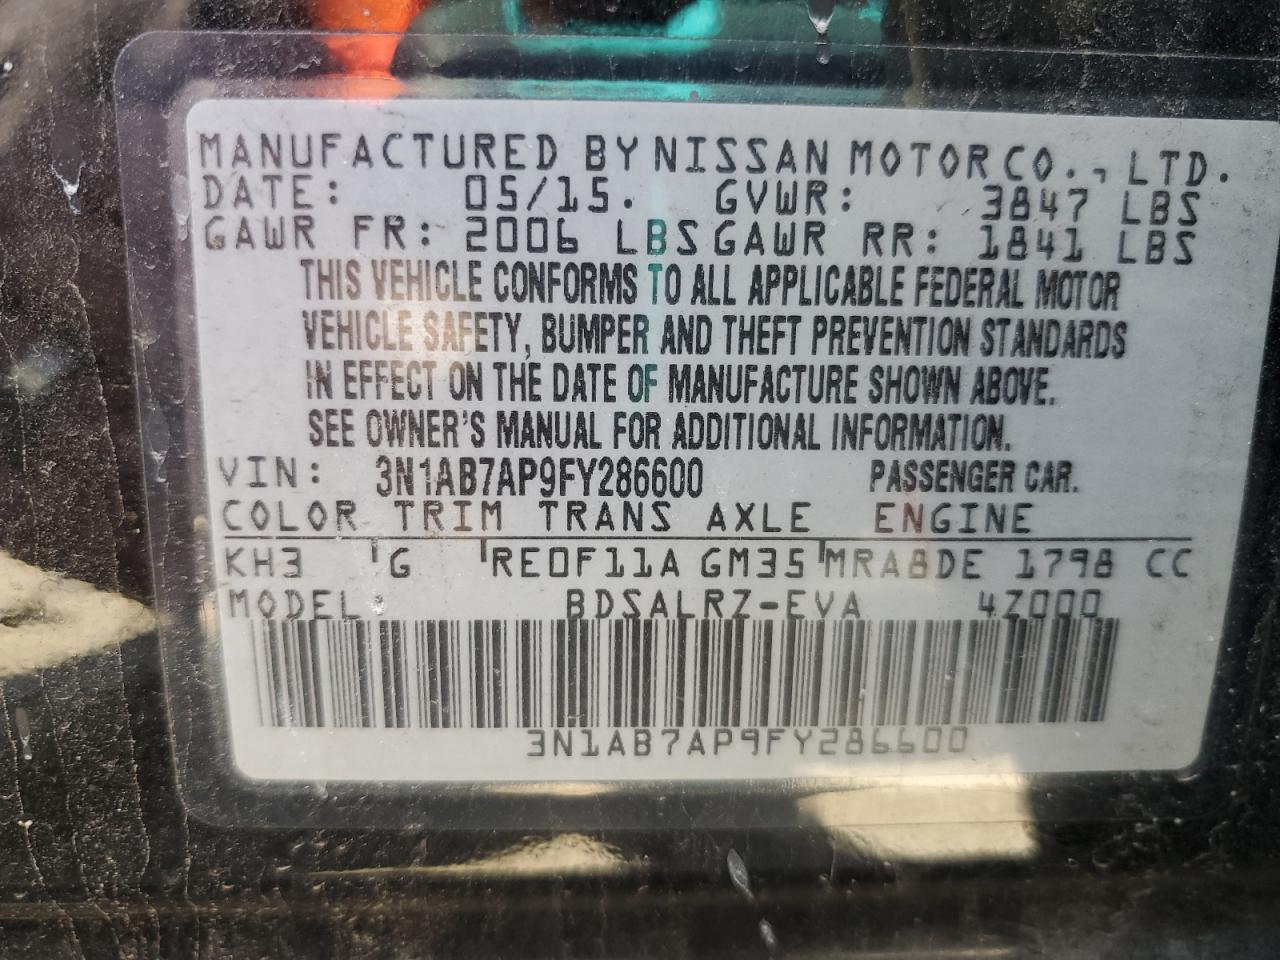 MANUFACTURED BY NISSAN MOTOR CO., LTD.
DATE: 05/15. GVWR: 3847 LBS
GAWR FR: 2006 LBS GAWR RR: 1841 LBS
THIS VEHICLE CONFORMS TO ALL APPLICABLE FEDERAL MOTOR
VEHICLE SAFETY, BUMPER AND THEFT PREVENTION STANDARDS
IN EFFECT ON THE DATE OF MANUFACTURE SHOWN ABOVE.
SEE OWNER'S MANUAL FOR ADDITIONAL INFORMATION.
VIN: 3N1AB7AP9FY286600 PASSENGER CAR.
COLOR TRIM TRANS AXLE ENGINE
KH3 G RE0F11A GM35 MRA8DE 1798 CC
MODEL: BDSALRZ-EVA 4Z000
3N1AB7AP9FY286600